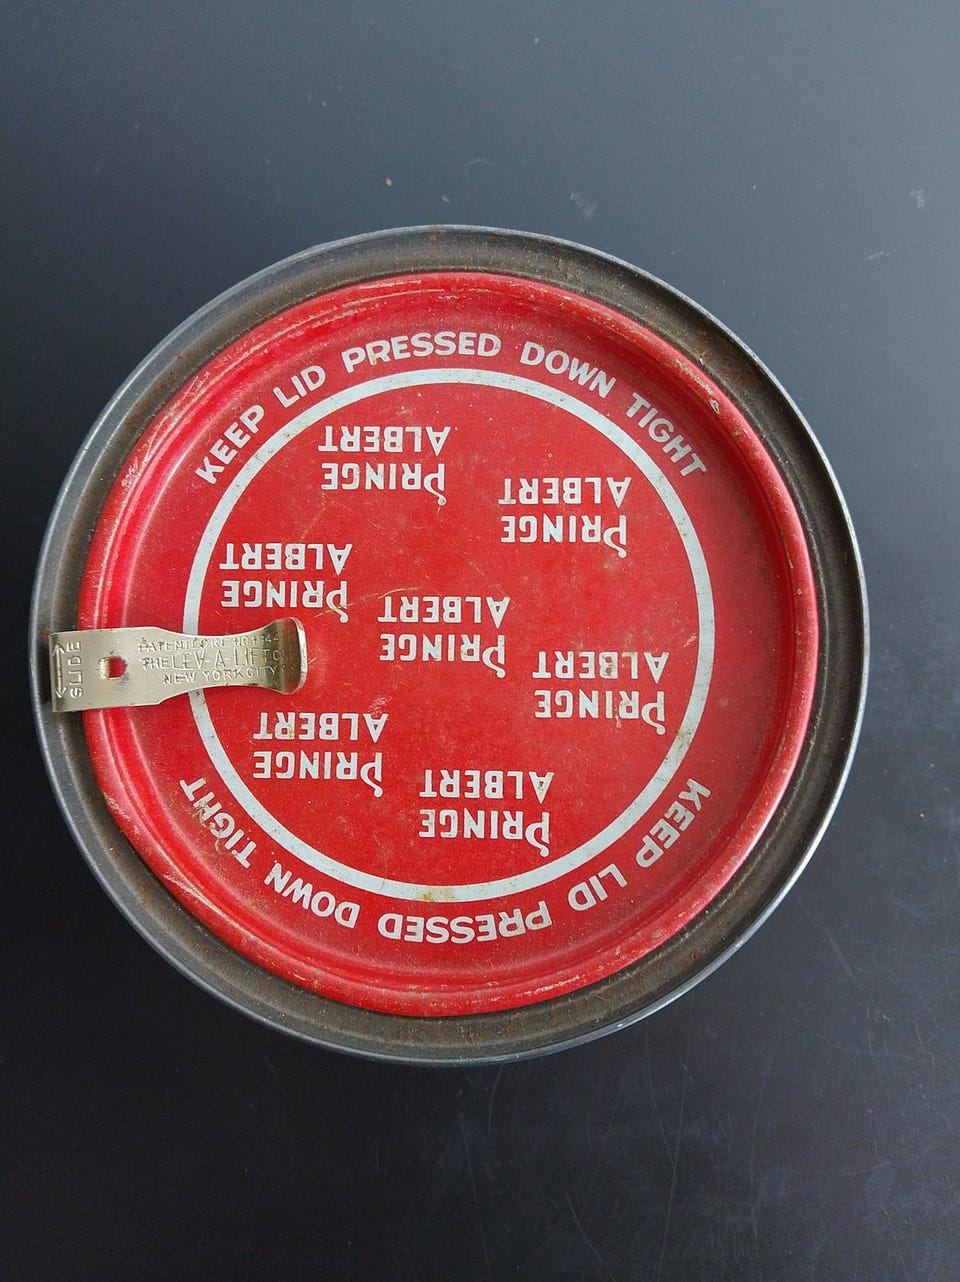 KEEP LID PRESSED DOWN TIGHT
PRINCE
ALBERT
PRINCE
ALBERT
PRINCE
ALBERT
PRINCE
ALBERT
PRINCE
ALBERT
PRINCE
ALBERT
PRINCE
ALBERT
KEEP LID PRESSED DOWN TIGHT
SLIDE
THE LEV-A-LIFT CO
NEW YORK CITY